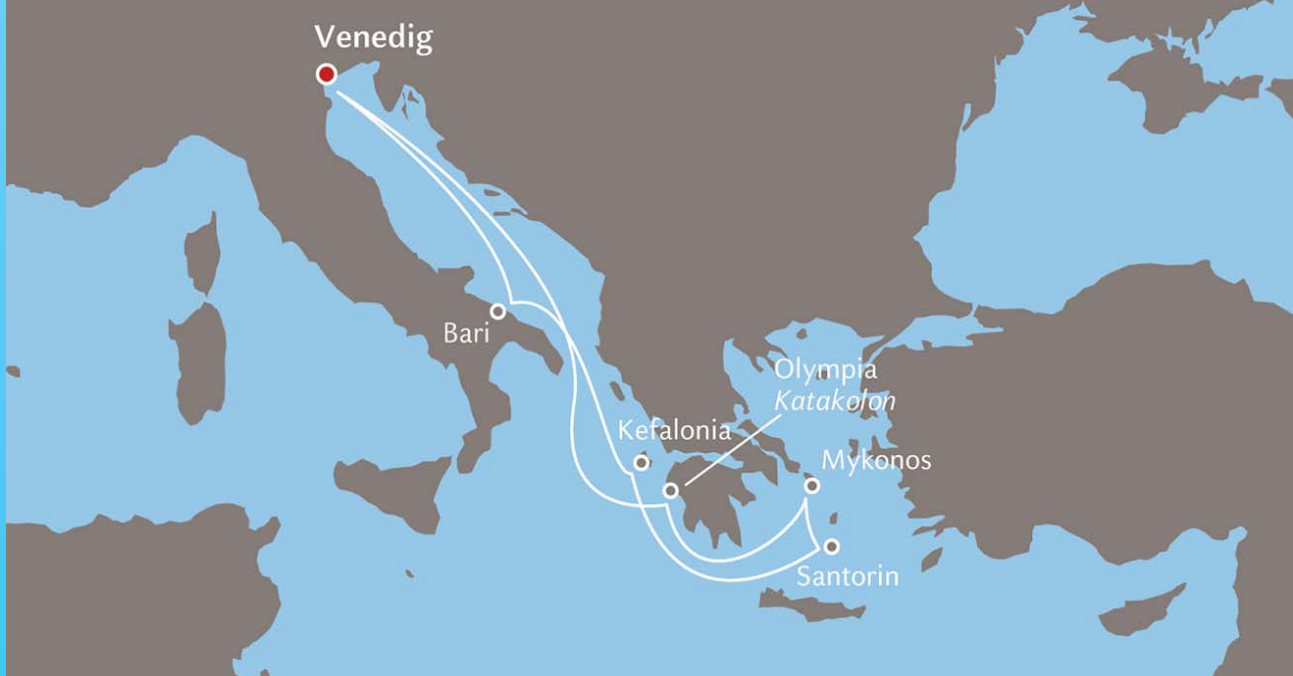 Venedig
Bari
Olympia
Katakolon
Kefalonia
Mykonos
Santorin